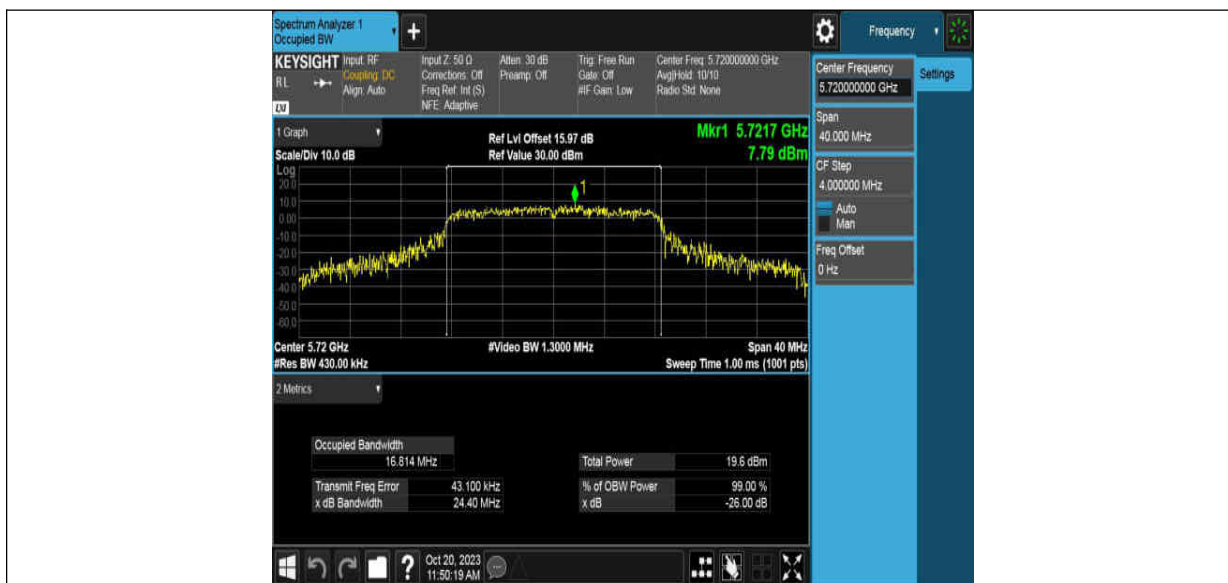 Spectrum Analyzer 1
Occupied BW
+
Frequency
KEYSIGHT
RL
LXI
Input: RF
Coupling: DC
Align: Auto
Input Z: 50 Ω
Corrections: Off
Freq Ref: Int (S)
NFE: Adaptive
Atten: 30 dB
Preamp: Off
Trig: Free Run
Gate: Off
#IF Gain: Low
Center Freq: 5.720000000 GHz
Avg|Hold: 10/10
Radio Std: None
Center Frequency
5.720000000 GHz
Settings
Span
40.000 MHz
CF Step
4.000000 MHz
Auto
Man
Freq Offset
0 Hz
1 Graph
Scale/Div 10.0 dB
Ref Lvl Offset 15.97 dB
Ref Value 30.00 dBm
Mkr1 5.7217 GHz
7.79 dBm
Log
20.0
10.0
0.00
-10.0
-20.0
-30.0
-40.0
-50.0
-60.0
1
Center 5.72 GHz
#Res BW 430.00 kHz
#Video BW 1.3000 MHz
Span 40 MHz
Sweep Time 1.00 ms (1001 pts)
2 Metrics
Occupied Bandwidth
16.814 MHz
Total Power 19.6 dBm
Transmit Freq Error 43.100 kHz
% of OBW Power 99.00 %
x dB Bandwidth 24.40 MHz
x dB -26.00 dB
?
Oct 20, 2023
11:50:19 AM